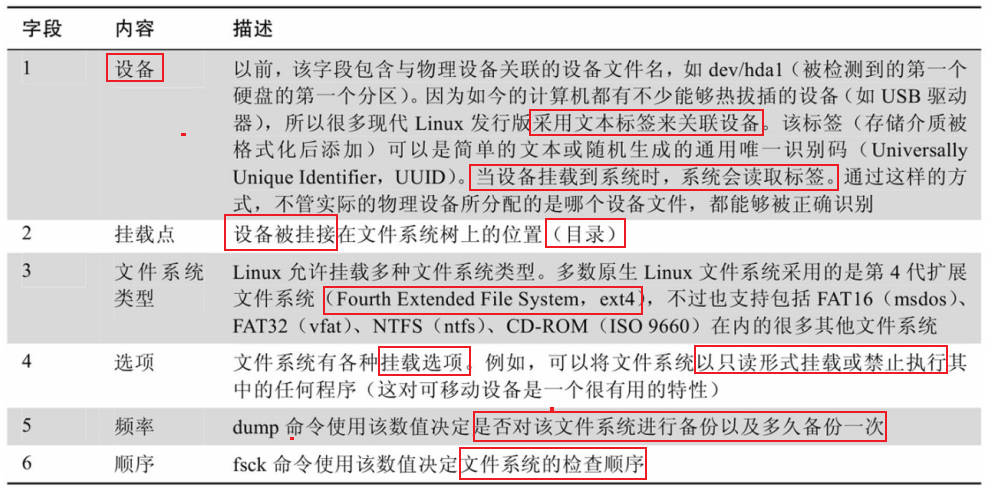 字段 内容 描述
1 设备 以前，该字段包含与物理设备关联的设备文件名，如 dev/hda1（被检测到的第一个
硬盘的第一个分区）。因为如今的计算机都有不少能够热拔插的设备（如 USB 驱动
器），所以很多现代 Linux 发行版采用文本标签来关联设备。该标签（存储介质被
格式化后添加）可以是简单的文本或随机生成的通用唯一识别码（Universally
Unique Identifier，UUID）。当设备挂载到系统时，系统会读取标签。通过这样的方
式，不管实际的物理设备所分配的是哪个设备文件，都能够被正确识别
2 挂载点 设备被挂接在文件系统树上的位置（目录）
3 文件系统 Linux 允许挂载多种文件系统类型。多数原生 Linux 文件系统采用的是第 4 代扩展
类型 文件系统（Fourth Extended File System，ext4），不过也支持包括 FAT16（msdos）、
FAT32（vfat）、NTFS（ntfs）、CD-ROM（ISO 9660）在内的很多其他文件系统
4 选项 文件系统有各种挂载选项。例如，可以将文件系统以只读形式挂载或禁止执行其
中的任何程序（这对可移动设备是一个很有用的特性）
5 频率 dump 命令使用该数值决定是否对该文件系统进行备份以及多久备份一次
6 顺序 fsck 命令使用该数值决定文件系统的检查顺序